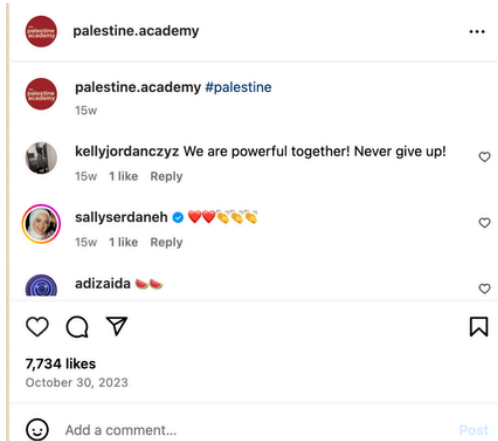 palestine.academy
palestine.academy #palestine
15w
kellyjordanczyz We are powerful together! Never give up!
15w 1 like Reply
sallyserdaneh ❤️❤️👏👏👏
15w 1 like Reply
adizaida 🍉🍉
7,734 likes
October 30, 2023
Add a comment...
Post